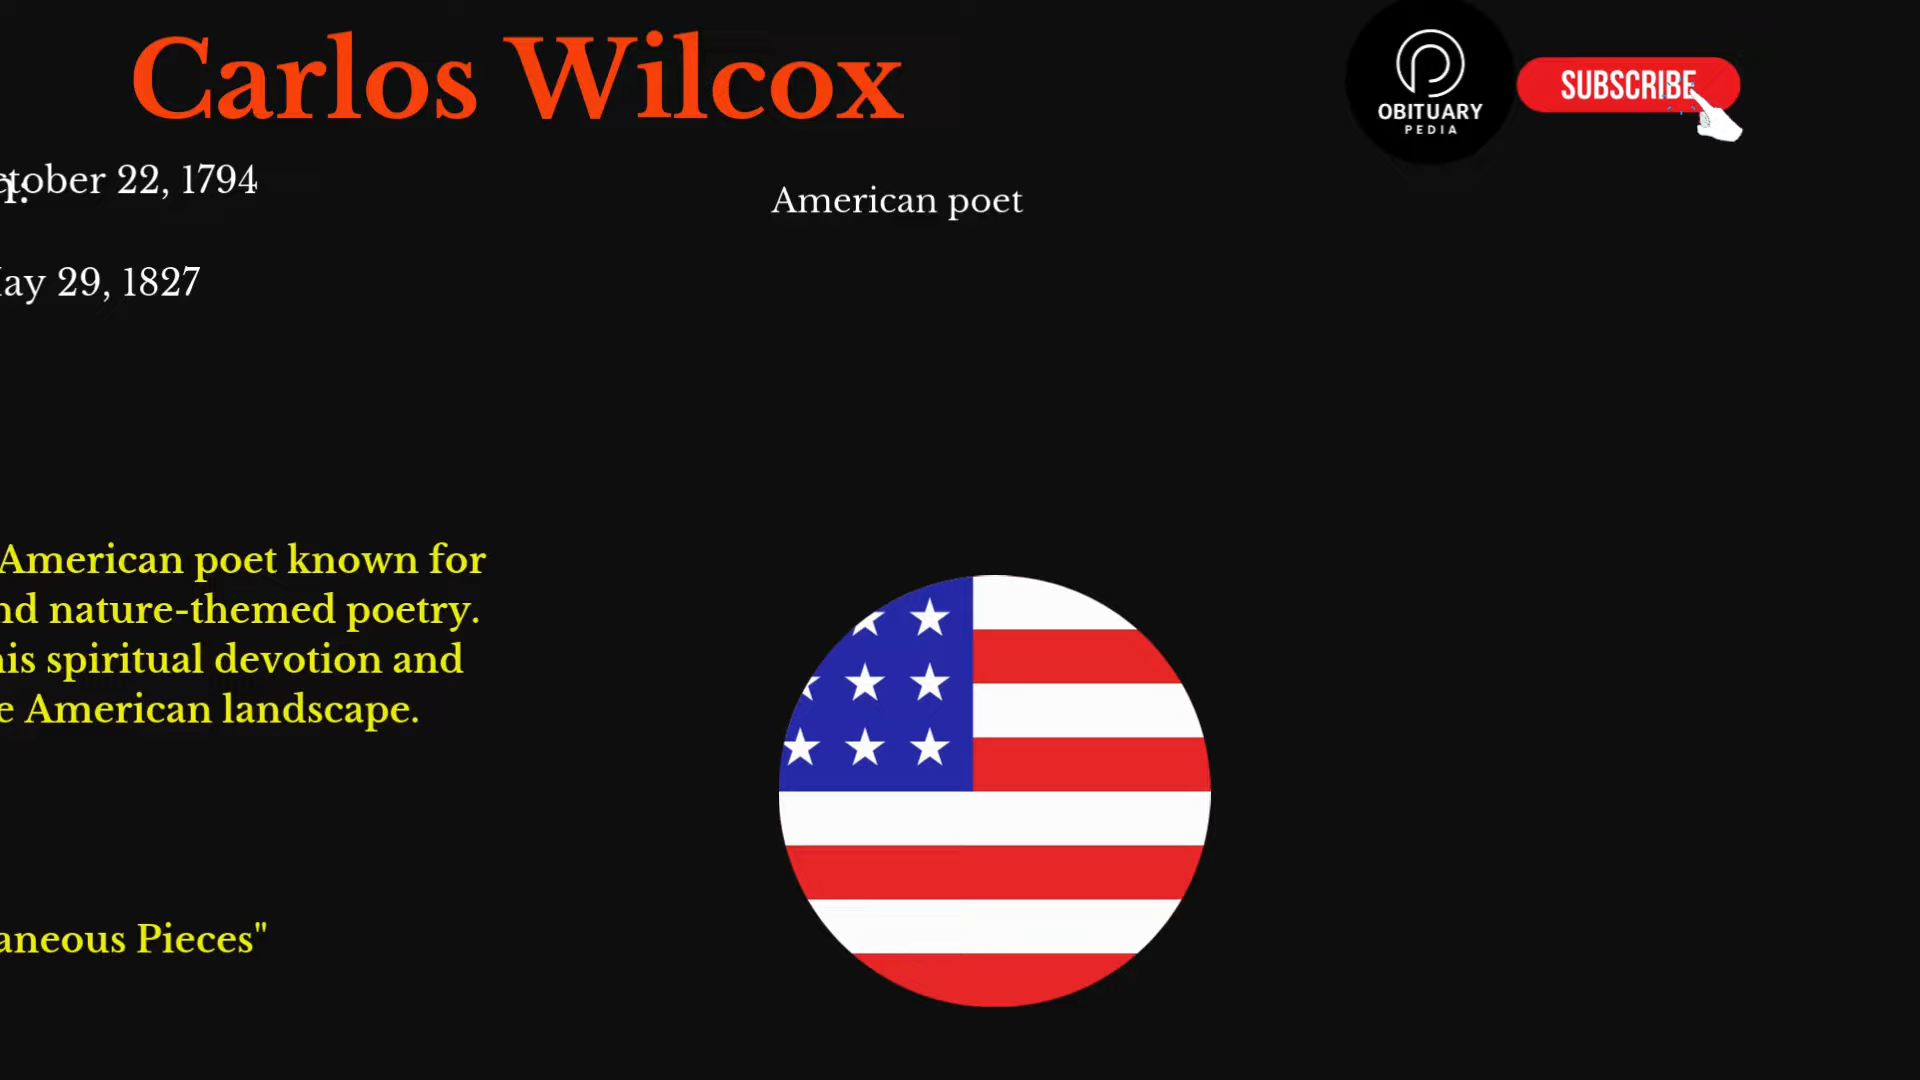 Carlos Wilcox
OBITUARY
PEDIA
SUBSCRIBE
tober 22, 1794
American poet
ay 29, 1827
American poet known for
nd nature-themed poetry.
his spiritual devotion and
e American landscape.
aneous Pieces"